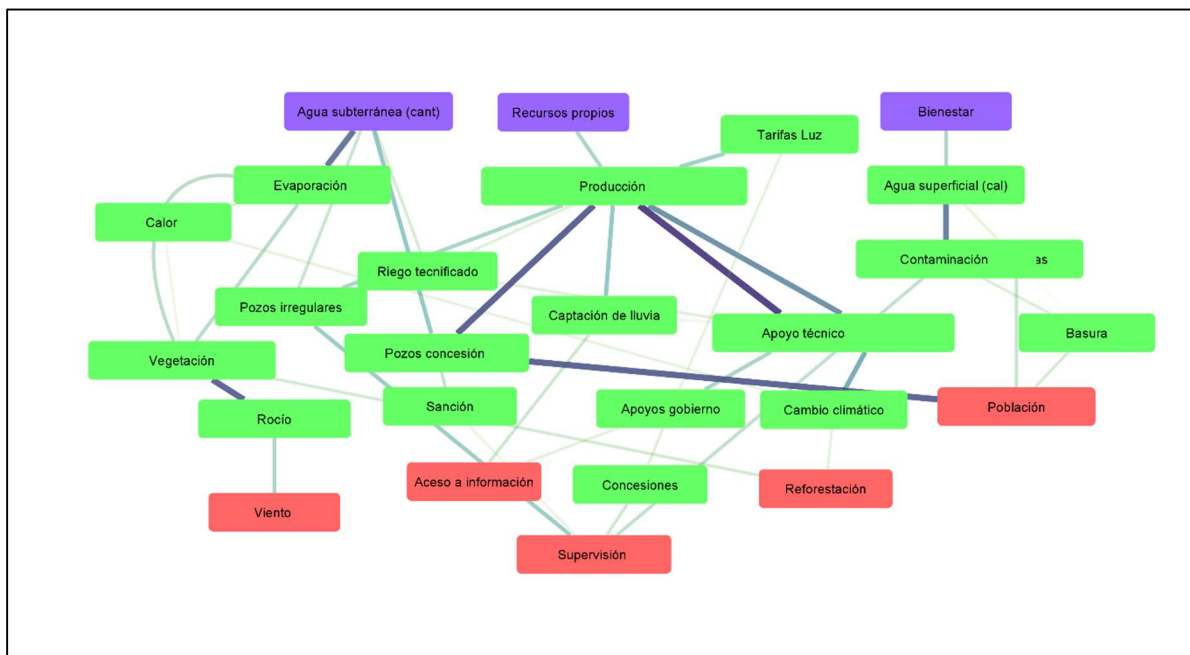 Agua subterránea (cant)
Recursos propios
Bienestar
Tarifas Luz
Evaporación
Producción
Agua superficial (cal)
Calor
Contaminación
as
Riego tecnificado
Pozos irregulares
Captación de lluvia
Apoyo técnico
Basura
Pozos concesión
Vegetación
Sanción
Apoyos gobierno
Cambio climático
Población
Rocío
Aceso a información
Concesiones
Reforestación
Viento
Supervisión